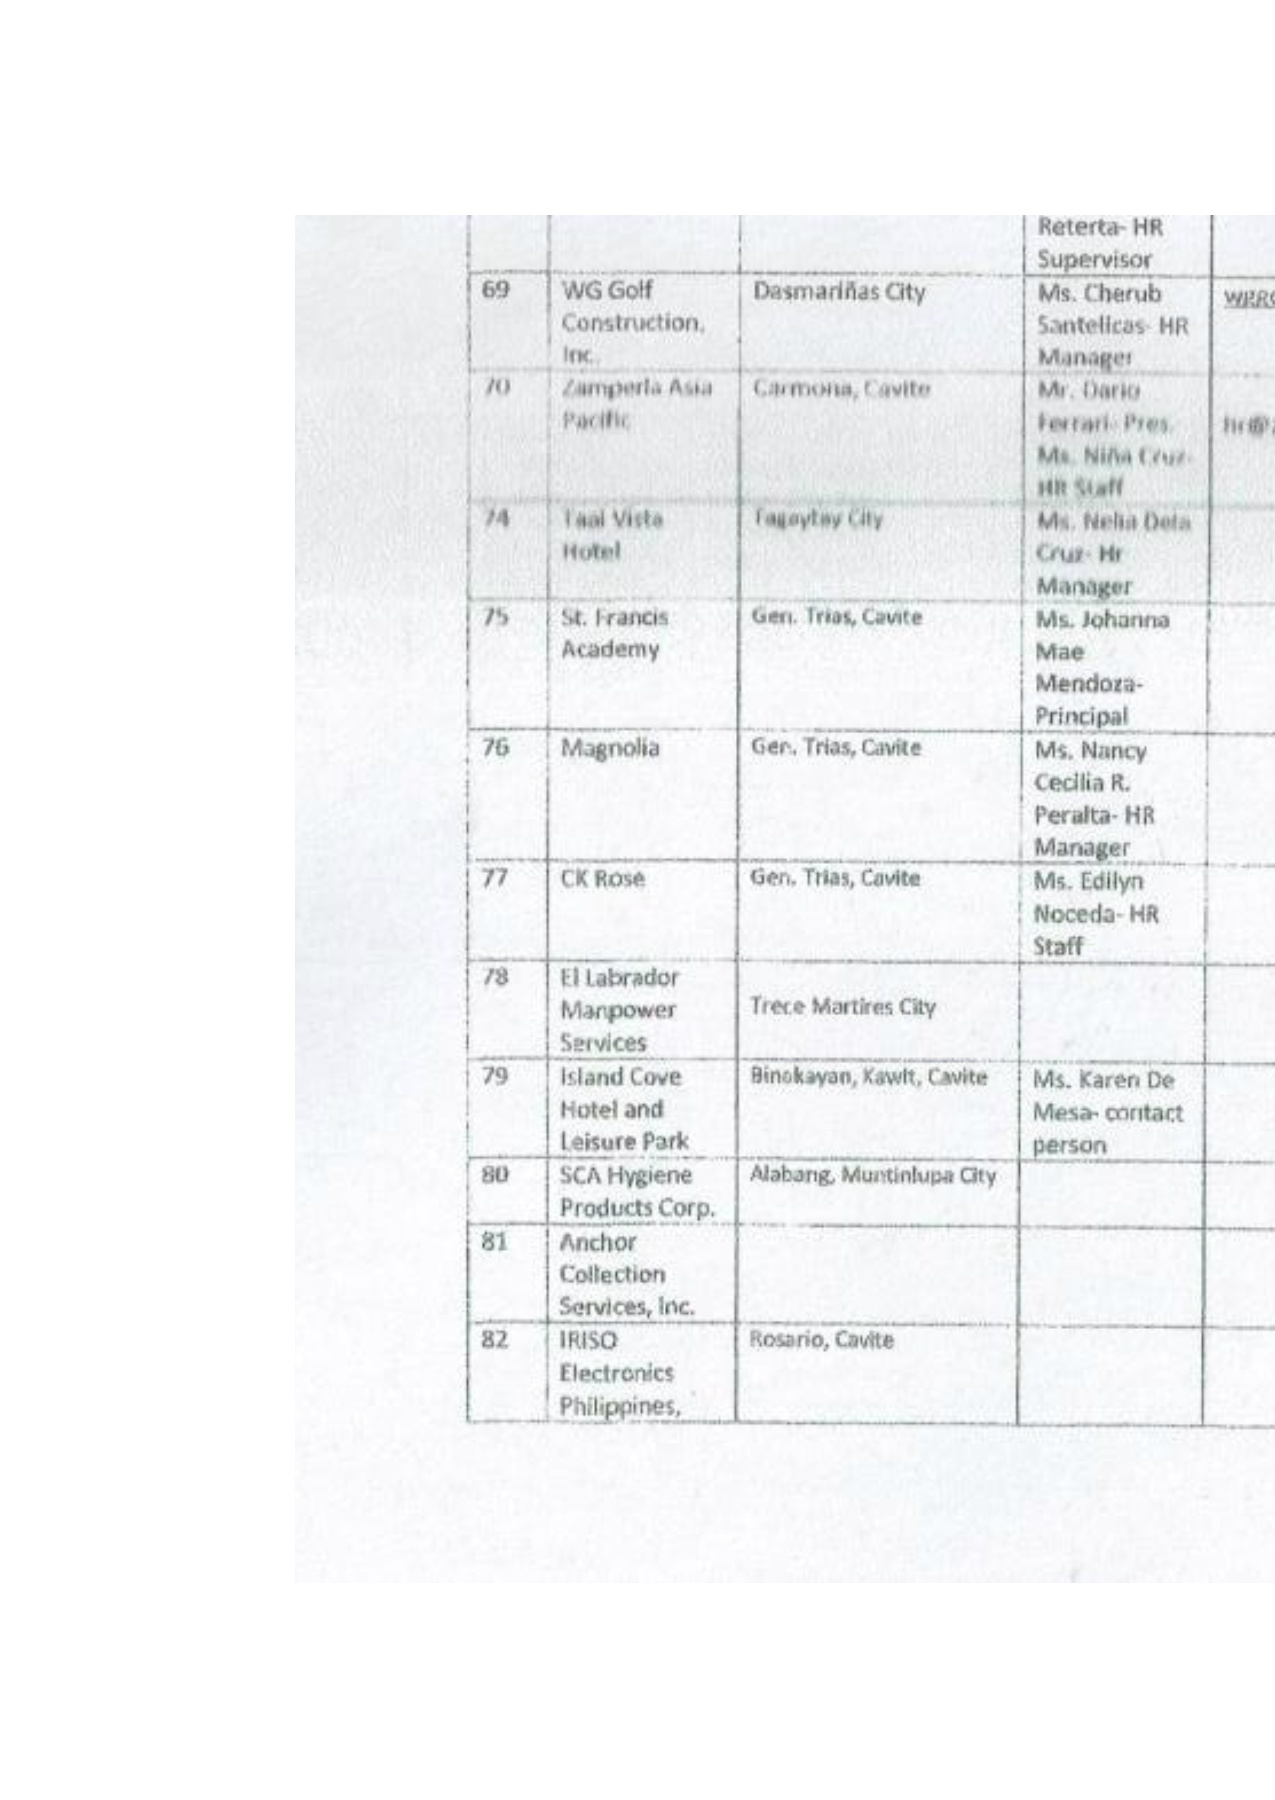 Reterta- HR
Supervisor
69 WG Golf Dasmariñas City Ms. Cherub
Construction, Santelicas- HR
Inc. Manager
70 Zamperla Asia Carmona, Cavite Mr. Dario
Pacific Ferrari- Pres. hr@
Ms. Niña Cruz-
HR Staff
74 Taal Vista Tagaytay City Ms. Nelia Dela
Hotel Cruz- Hr
Manager
75 St. Francis Gen. Trias, Cavite Ms. Johanna
Academy Mae
Mendoza-
Principal
76 Magnolia Gen. Trias, Cavite Ms. Nancy
Cecilia R.
Peralta- HR
Manager
77 CK Rose Gen. Trias, Cavite Ms. Edilyn
Noceda- HR
Staff
78 El Labrador
Manpower Trece Martires City
Services
79 Island Cove Binakayan, Kawit, Cavite Ms. Karen De
Hotel and Mesa- contact
Leisure Park person
80 SCA Hygiene Alabang, Muntinlupa City
Products Corp.
81 Anchor
Collection
Services, Inc.
82 IRISO Rosario, Cavite
Electronics
Philippines,